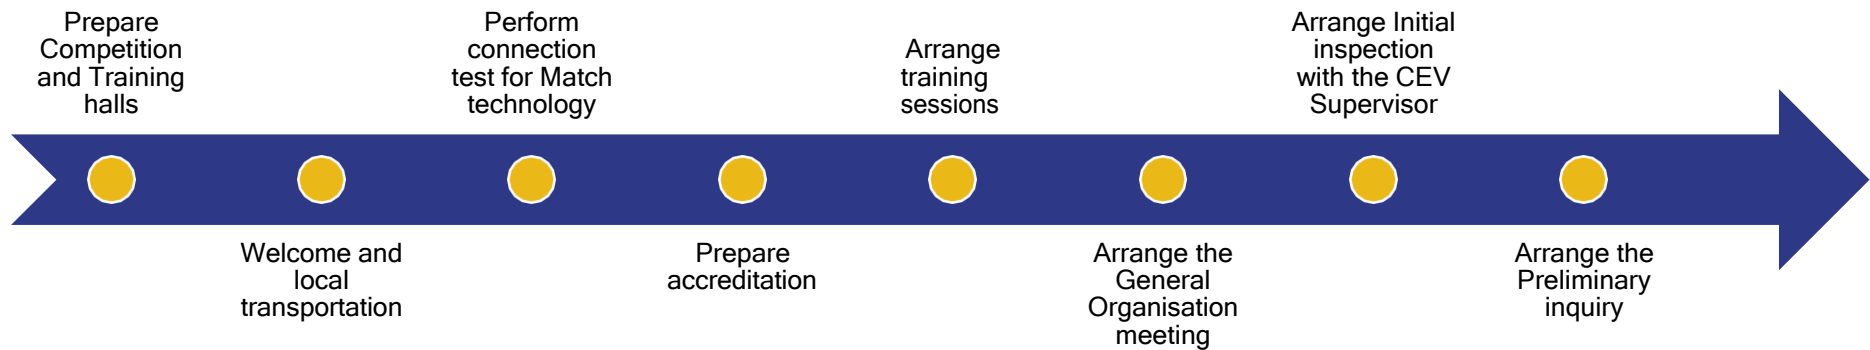 Prepare
Competition
and Training
halls
Welcome and
local
transportation
Perform
connection
test for Match
technology
Prepare
accreditation
Arrange
training
sessions
Arrange the
General
Organisation
meeting
Arrange Initial
inspection
with the CEV
Supervisor
Arrange the
Preliminary
inquiry